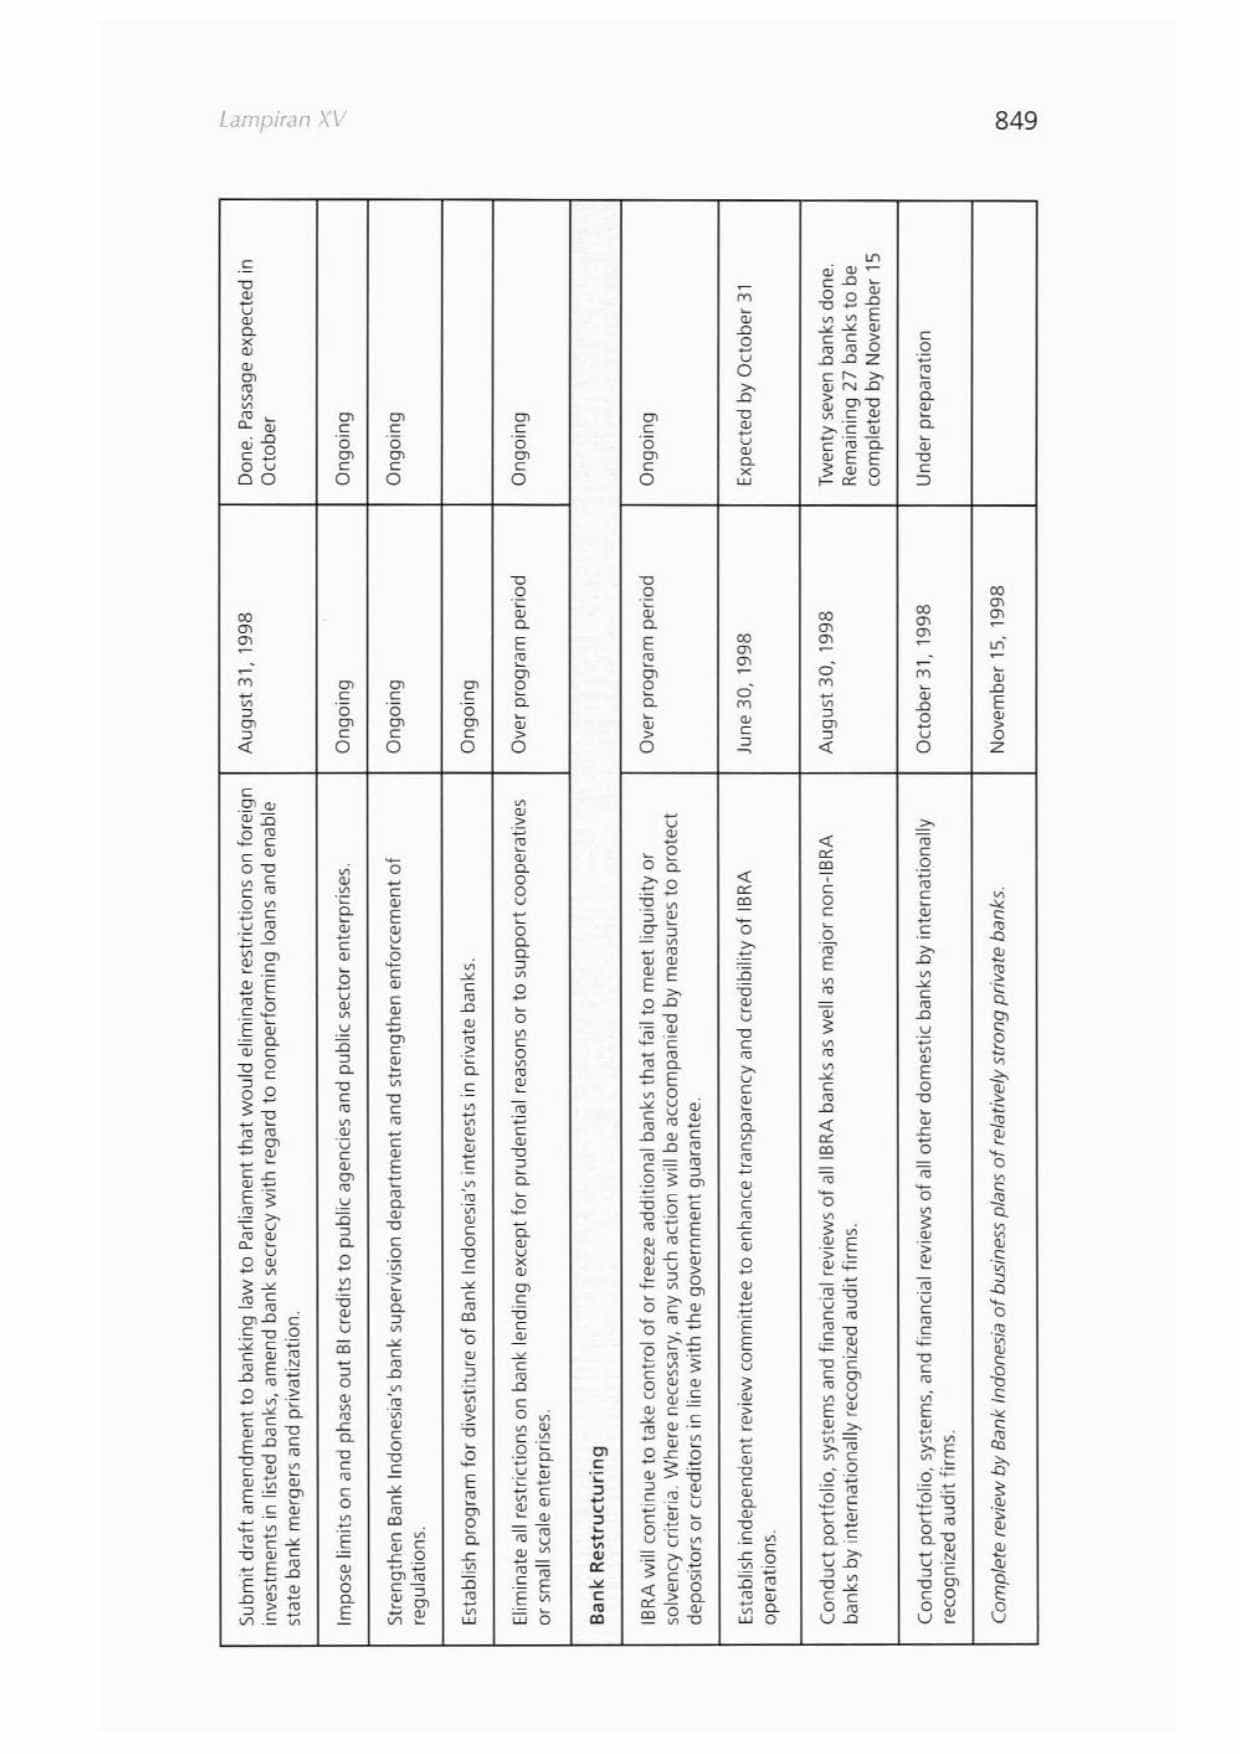 Lampiran XV
849
Submit draft amendment to banking law to Parliament that would eliminate restrictions on foreign
investments in listed banks, amend bank secrecy with regard to nonperforming loans and enable
state bank mergers and privatization.
August 31, 1998
Done. Passage expected in
October
Impose limits on and phase out BI credits to public agencies and public sector enterprises.
Ongoing
Ongoing
Strengthen Bank Indonesia's bank supervision department and strengthen enforcement of
regulations.
Ongoing
Ongoing
Establish program for divestiture of Bank Indonesia's interests in private banks.
Ongoing
Eliminate all restrictions on bank lending except for prudential reasons or to support cooperatives
or small scale enterprises.
Over program period
Ongoing
Bank Restructuring
IBRA will continue to take control of or freeze additional banks that fail to meet liquidity or
solvency criteria. Where necessary, any such action will be accompanied by measures to protect
depositors or creditors in line with the government guarantee.
Over program period
Ongoing
Establish independent review committee to enhance transparency and credibility of IBRA
operations.
June 30, 1998
Expected by October 31
Conduct portfolio, systems and financial reviews of all IBRA banks as well as major non-IBRA
banks by internationally recognized audit firms.
August 30, 1998
Twenty seven banks done.
Remaining 27 banks to be
completed by November 15
Conduct portfolio, systems, and financial reviews of all other domestic banks by internationally
recognized audit firms.
October 31, 1998
Under preparation
Complete review by Bank Indonesia of business plans of relatively strong private banks.
November 15, 1998